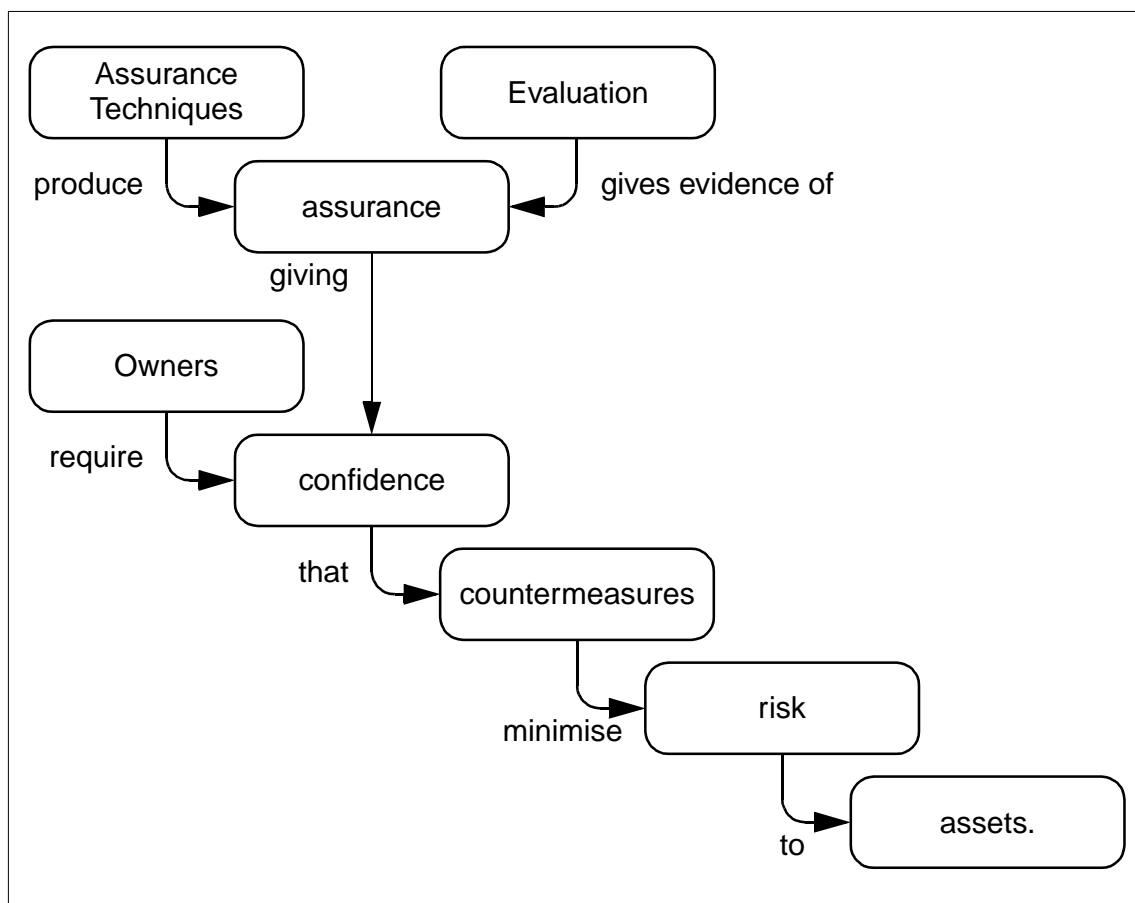 Assurance
Techniques
Evaluation
produce
gives evidence of
assurance
giving
Owners
require
confidence
that
countermeasures
minimise
risk
to
assets.